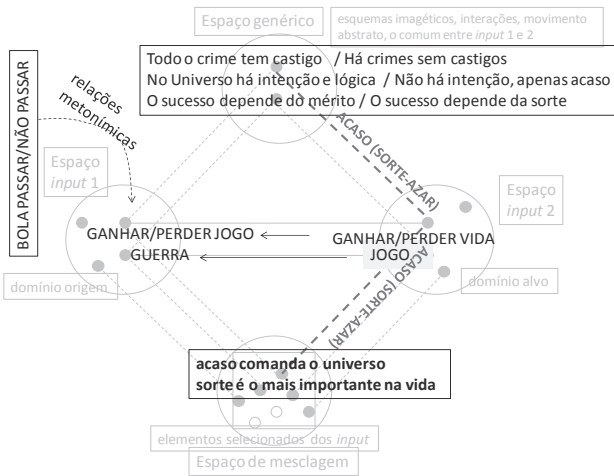 Espaço genérico
esquemas imagéticos, interações, movimento
abstrato, o comum entre input 1 e 2
Todo o crime tem castigo / Há crimes sem castigos
No Universo há intenção e lógica / Não há intenção, apenas acaso
O sucesso depende do mérito / O sucesso depende da sorte
BOLA PASSAR/NÃO PASSAR
relações
metonímicas
ACASO (SORTE-AZAR)
Espaço
input 1
Espaço
input 2
GANHAR/PERDER JOGO
GANHAR/PERDER VIDA
GUERRA
JOGO
domínio origem
domínio alvo
ACASO (SORTE-AZAR)
acaso comanda o universo
sorte é o mais importante na vida
elementos selecionados dos input
Espaço de mesclagem